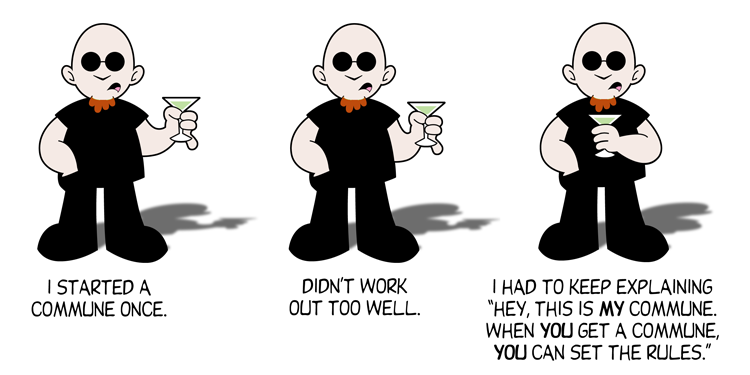 I STARTED A
COMMUNE ONCE.
DIDN'T WORK
OUT TOO WELL.
I HAD TO KEEP EXPLAINING
"HEY, THIS IS MY COMMUNE.
WHEN YOU GET A COMMUNE,
YOU CAN SET THE RULES."